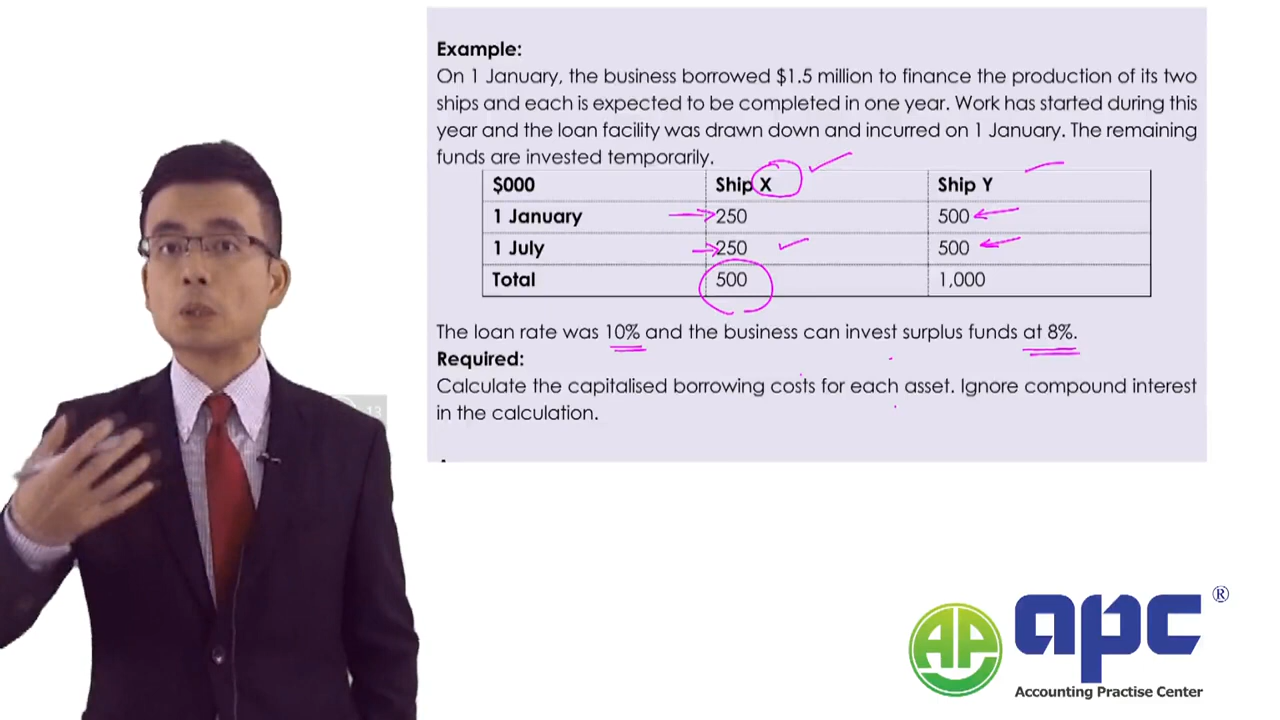 Example:
On 1 January, the business borrowed $1.5 million to finance the production of its two
ships and each is expected to be completed in one year. Work has started during this
year and the loan facility was drawn down and incurred on 1 January. The remaining
funds are invested temporarily.
$000 Ship X Ship Y
1 January 250 500
1 July 250 500
Total 500 1,000
The loan rate was 10% and the business can invest surplus funds at 8%.
Required:
Calculate the capitalised borrowing costs for each asset. Ignore compound interest
in the calculation.
13
AP
apc ®
Accounting Practise Center